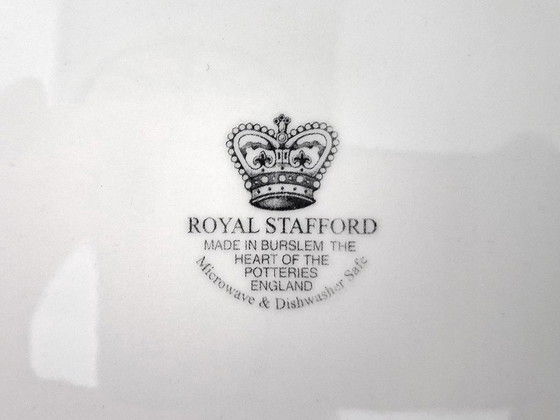 ROYAL STAFFORD
MADE IN BURSLEM THE
HEART OF THE
POTTERIES
ENGLAND
Microwave & Dishwasher Safe